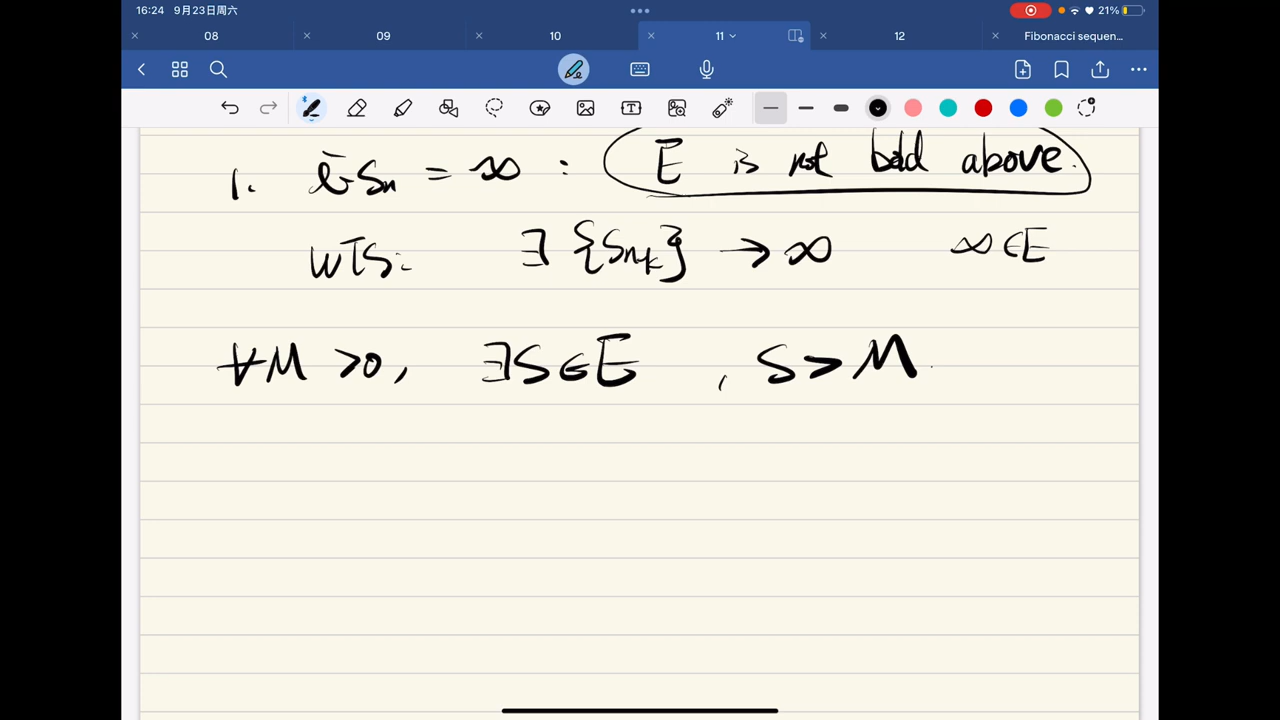 16:24 9月23日周六
21%
08 09 10 11 12 Fibonacci sequen...
1. lim Sn = ∞ : E is not bdd above.
WTS: ∃ {Snk} → ∞ ∞ ∈ E
∀M >0, ∃S∈E , S > M.